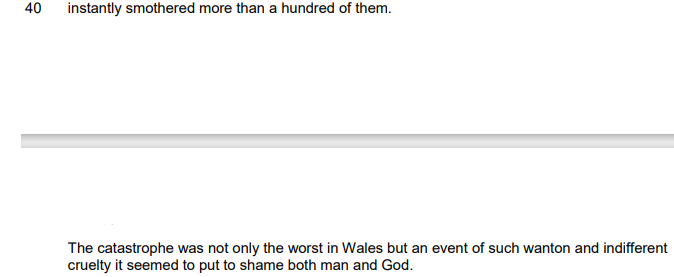 40 instantly smothered more than a hundred of them.
The catastrophe was not only the worst in Wales but an event of such wanton and indifferent
cruelty it seemed to put to shame both man and God.